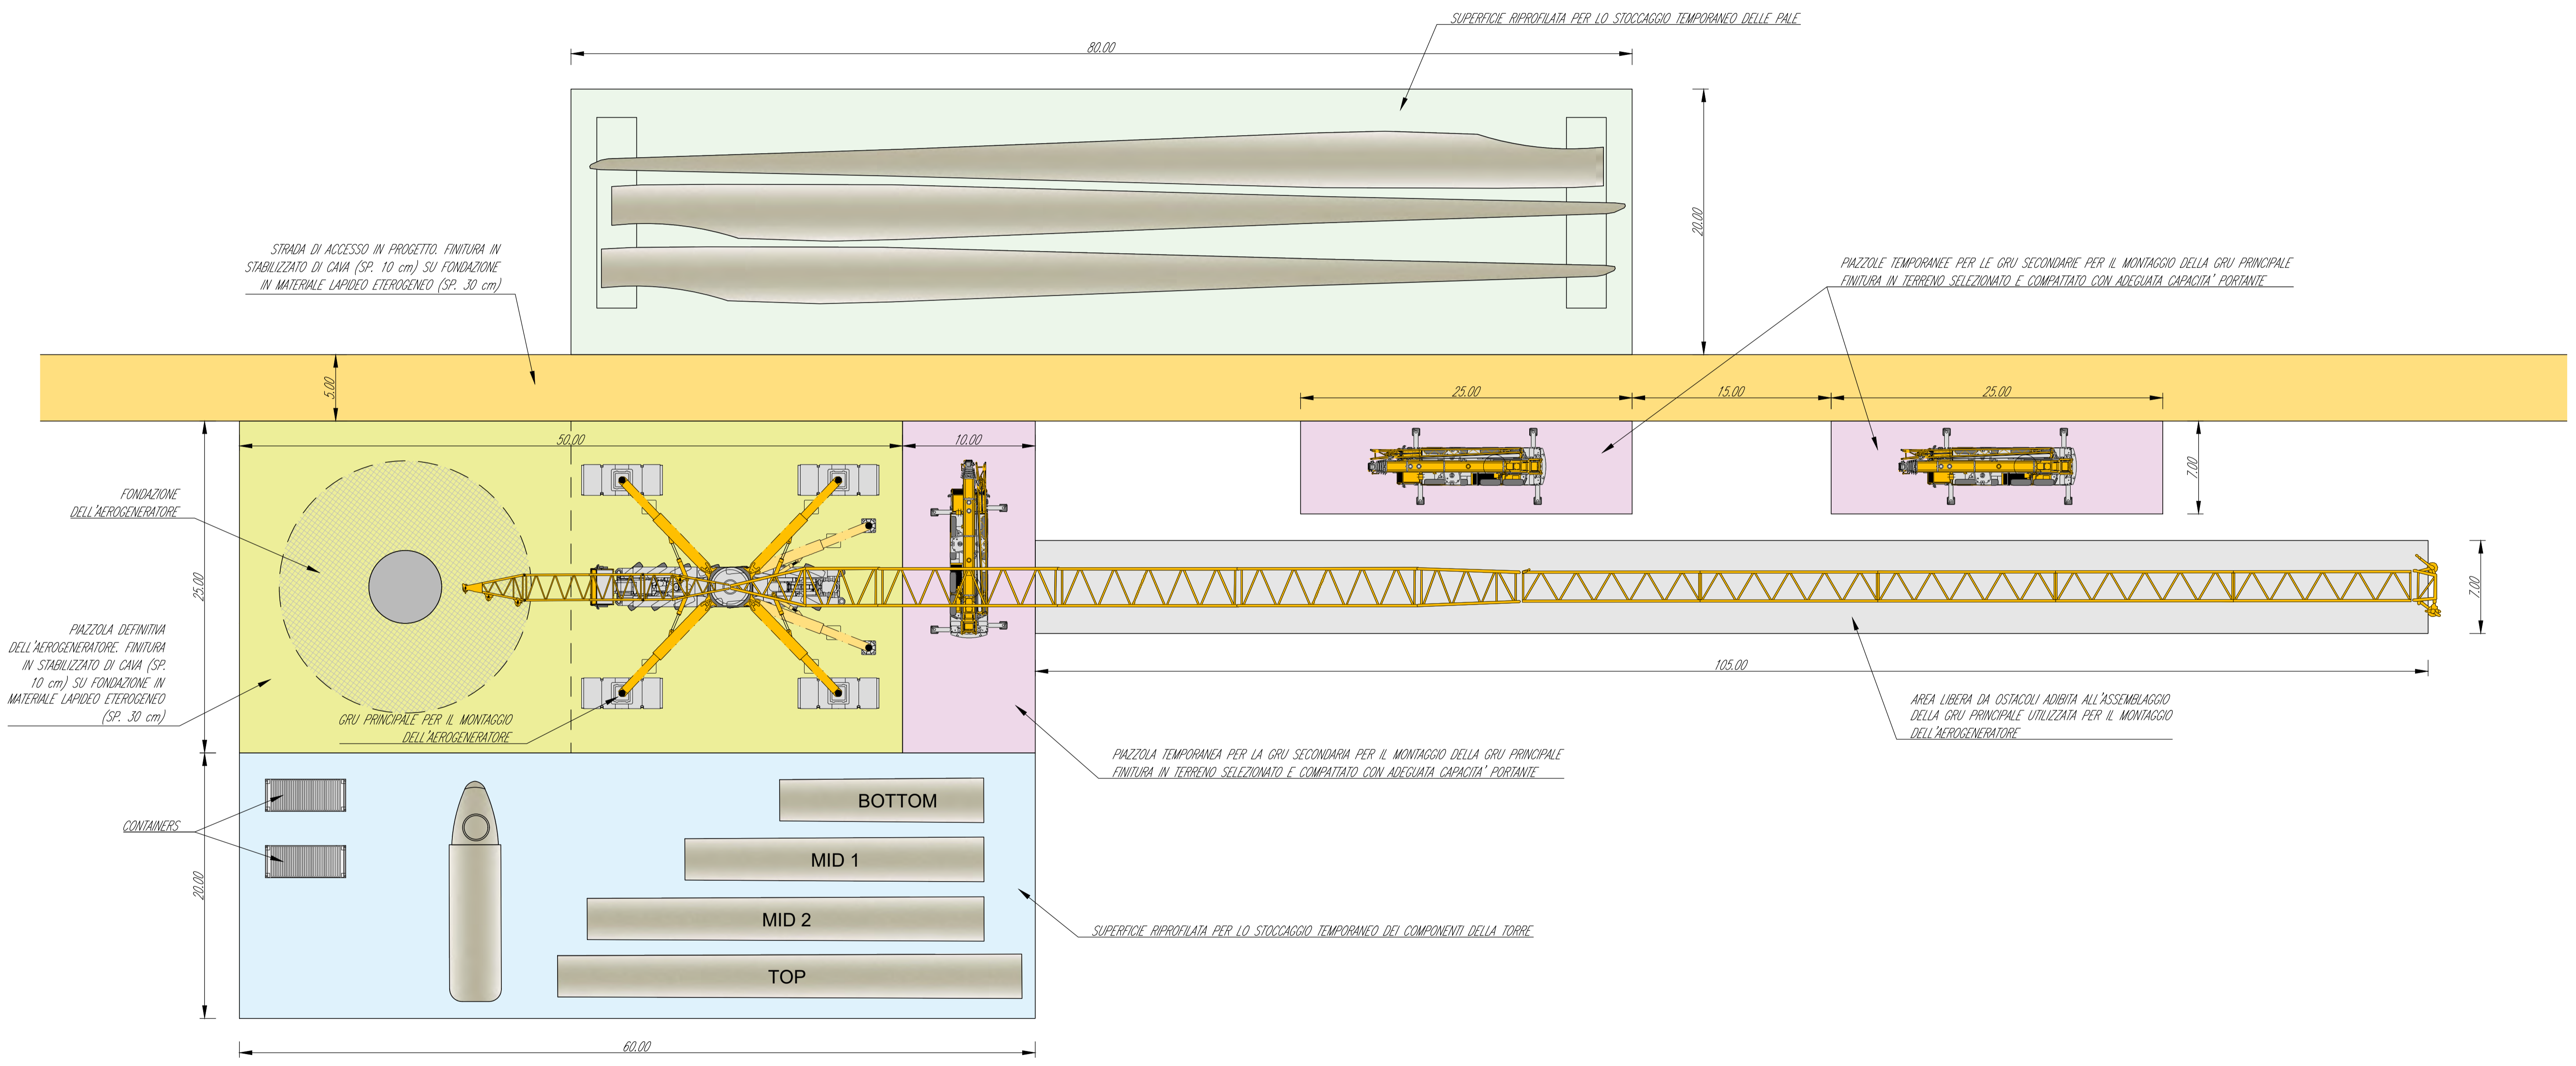 SUPERFICIE RIPROFILATA PER LO STOCCAGGIO TEMPORANEO DELLE PALE
80.00
20.00
STRADA DI ACCESSO IN PROGETTO. FINITURA IN
STABILIZZATO DI CAVA (SP. 10 cm) SU FONDAZIONE
IN MATERIALE LAPIDEO ETEROGENEO (SP. 30 cm)
PIAZZOLE TEMPORANEE PER LE GRU SECONDARIE PER IL MONTAGGIO DELLA GRU PRINCIPALE
FINITURA IN TERRENO SELEZIONATO E COMPATTATO CON ADEGUATA CAPACITA' PORTANTE
5.00
25.00
15.00
25.00
50.00
10.00
7.00
FONDAZIONE
DELL'AEROGENERATORE
25.00
7.00
PIAZZOLA DEFINITIVA
DELL'AEROGENERATORE. FINITURA
IN STABILIZZATO DI CAVA (SP.
10 cm) SU FONDAZIONE IN
MATERIALE LAPIDEO ETEROGENEO
(SP. 30 cm)
105.00
GRU PRINCIPALE PER IL MONTAGGIO
DELL'AEROGENERATORE
AREA LIBERA DA OSTACOLI ADIBITA ALL'ASSEMBLAGGIO
DELLA GRU PRINCIPALE UTILIZZATA PER IL MONTAGGIO
DELL'AEROGENERATORE
PIAZZOLA TEMPORANEA PER LA GRU SECONDARIA PER IL MONTAGGIO DELLA GRU PRINCIPALE
FINITURA IN TERRENO SELEZIONATO E COMPATTATO CON ADEGUATA CAPACITA' PORTANTE
CONTAINERS
BOTTOM
MID 1
20.00
MID 2
SUPERFICIE RIPROFILATA PER LO STOCCAGGIO TEMPORANEO DEI COMPONENTI DELLA TORRE
TOP
60.00